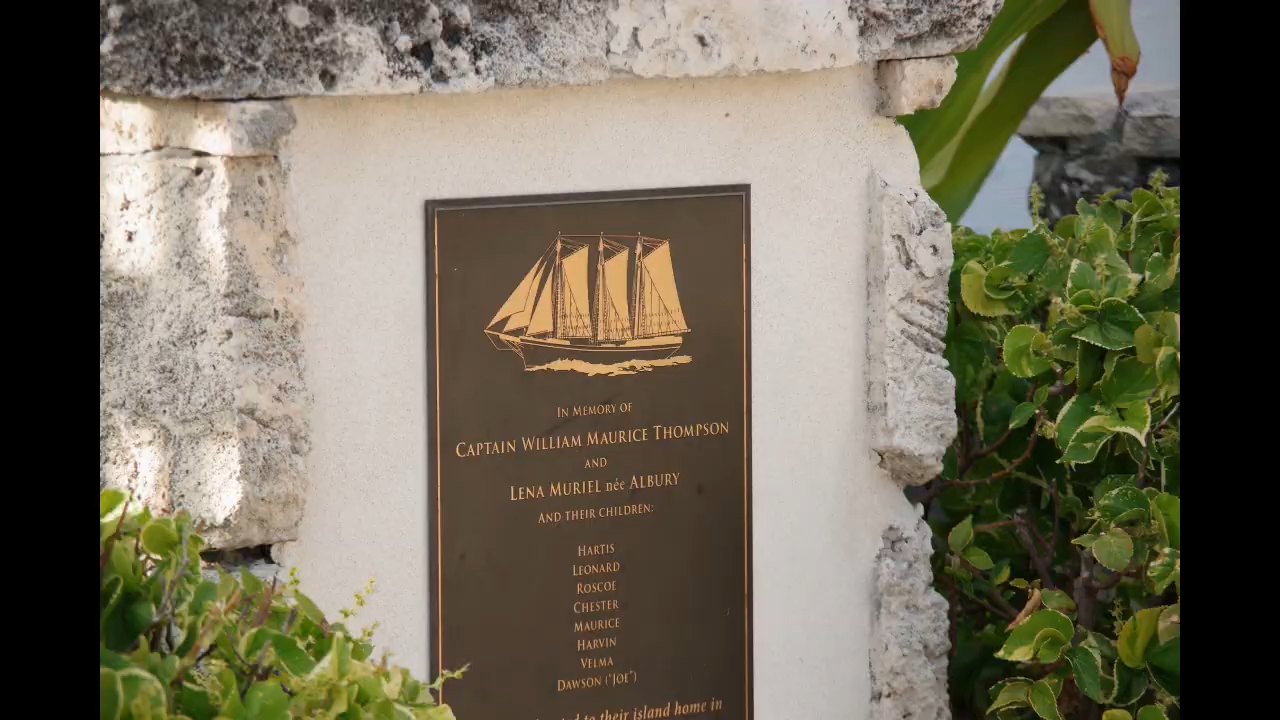 IN MEMORY OF
CAPTAIN WILLIAM MAURICE THOMPSON
AND
LENA MURIEL née ALBURY
AND THEIR CHILDREN:
HARTIS
LEONARD
ROSCOE
CHESTER
MAURICE
HARVIN
VELMA
DAWSON ("JOE")
to their island home in